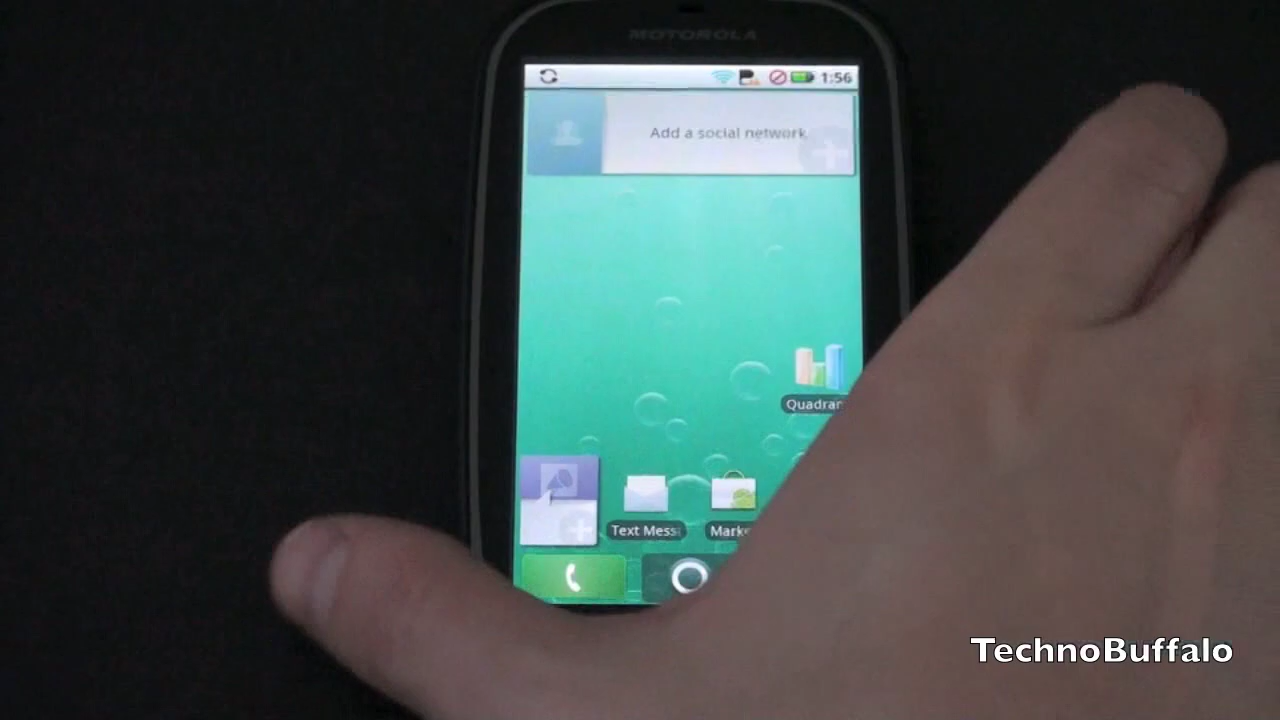 MOTOROLA
1:56
Add a social network
Quadran
Text Mess
Marke
TechnoBuffalo